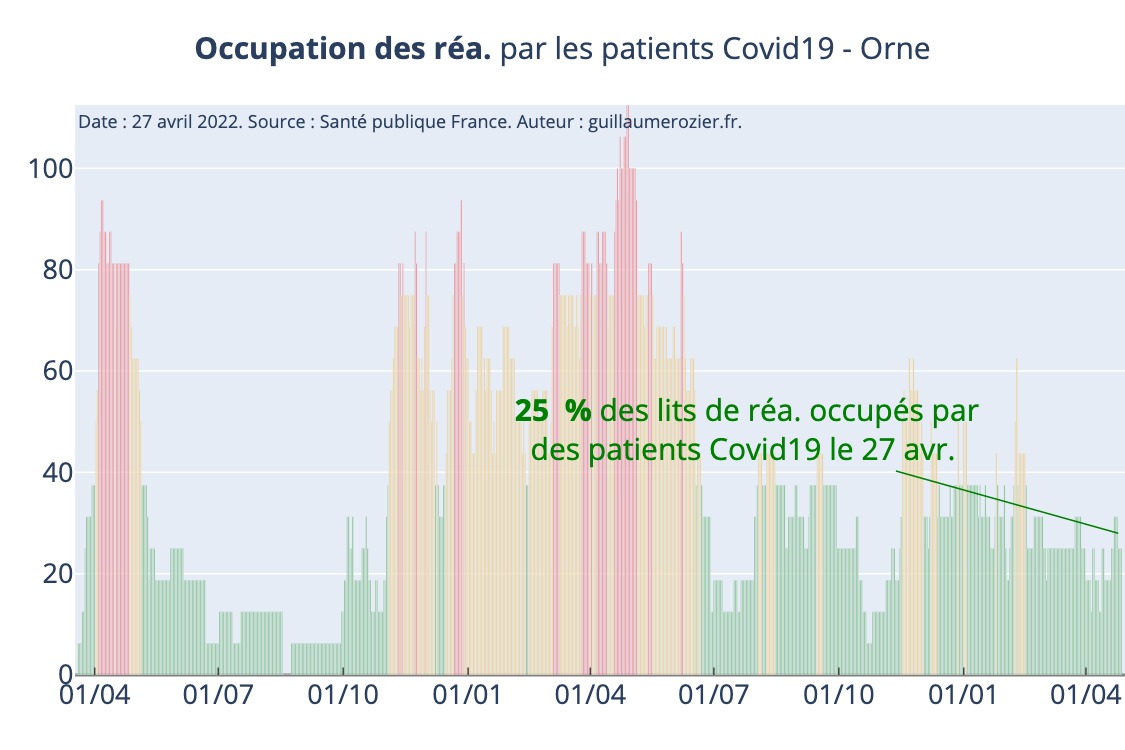 Occupation des réa. par les patients Covid19 - Orne
Date : 27 avril 2022. Source : Santé publique France. Auteur : guillaumerozier.fr.
100
80
60
40
20
0
25 % des lits de réa. occupés par
des patients Covid19 le 27 avr.
01/04 01/07 01/10 01/01 01/04 01/07 01/10 01/01 01/04